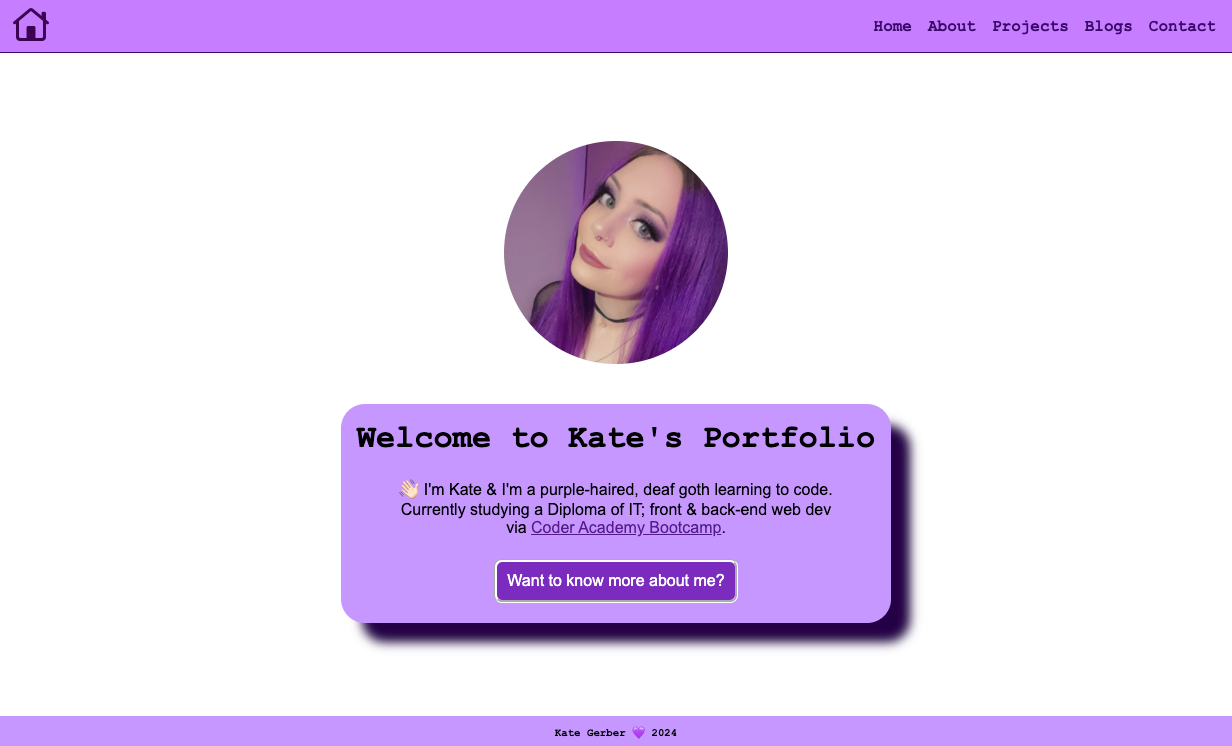 Home About Projects Blogs Contact
Welcome to Kate's Portfolio
👋🏻 I'm Kate & I'm a purple-haired, deaf goth learning to code.
Currently studying a Diploma of IT; front & back-end web dev
via Coder Academy Bootcamp.
Want to know more about me?
Kate Gerber 💜 2024